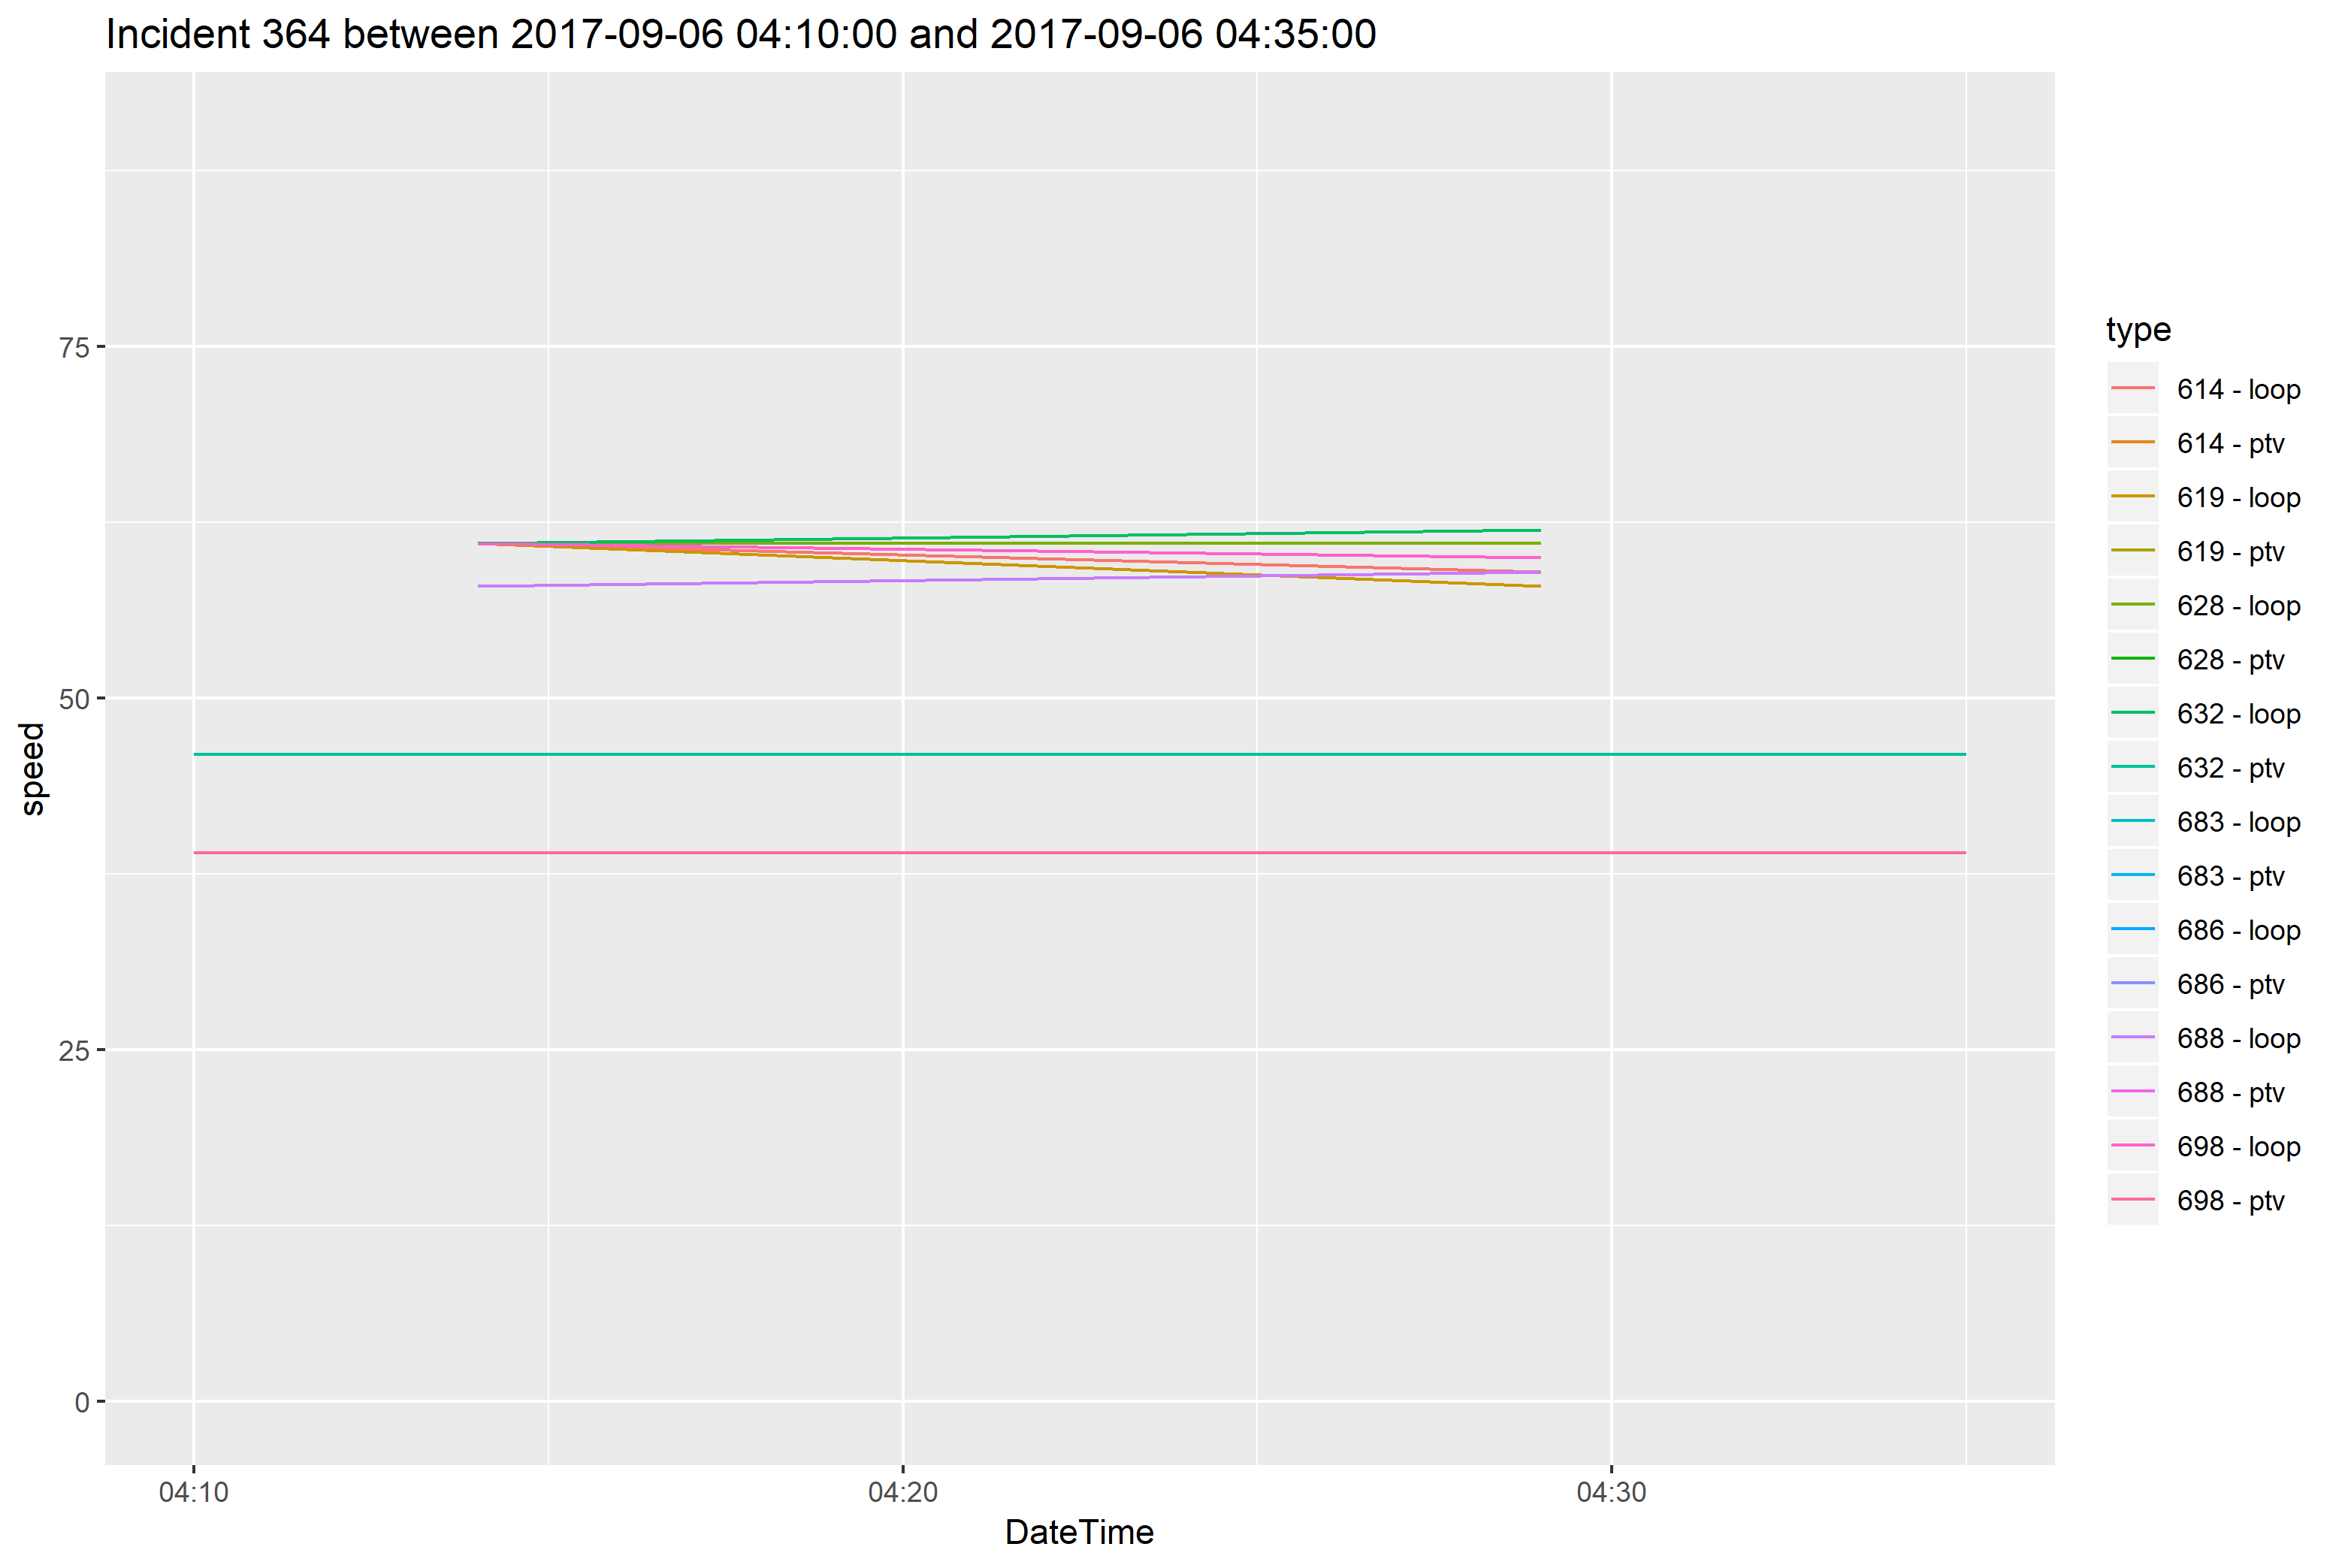 Incident 364 between 2017-09-06 04:10:00 and 2017-09-06 04:35:00
75
50
25
0
speed
04:10
04:20
04:30
DateTime
type
614 - loop
614 - ptv
619 - loop
619 - ptv
628 - loop
628 - ptv
632 - loop
632 - ptv
683 - loop
683 - ptv
686 - loop
686 - ptv
688 - loop
688 - ptv
698 - loop
698 - ptv